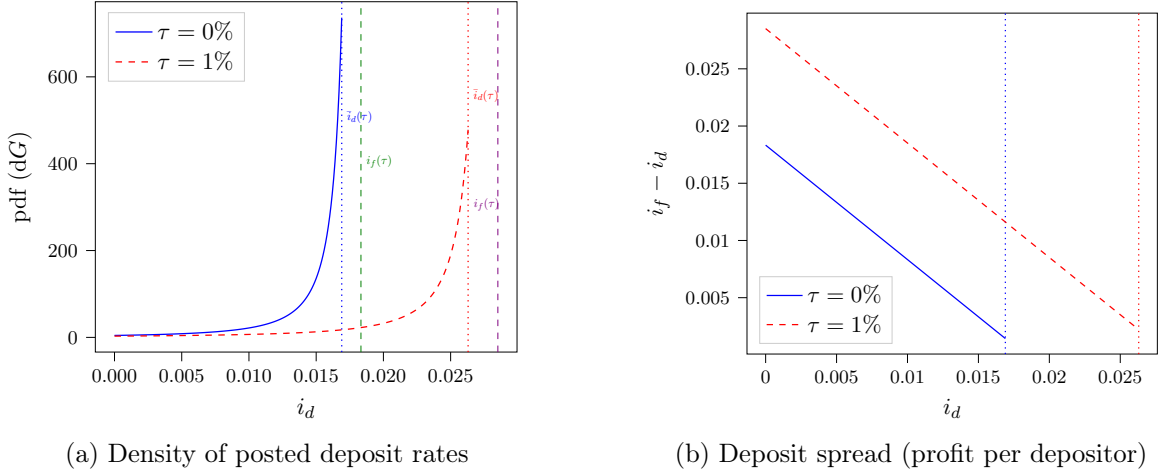 τ = 0%
τ = 1%
600
400
200
0
pdf (dG)
ī_d(τ)
i_f(τ)
ī_d(τ)
i_f(τ)
0.000 0.005 0.010 0.015 0.020 0.025
i_d
(a) Density of posted deposit rates
0.025
0.02
0.015
0.01
0.005
i_f − i_d
τ = 0%
τ = 1%
0 0.005 0.01 0.015 0.02 0.025
i_d
(b) Deposit spread (profit per depositor)